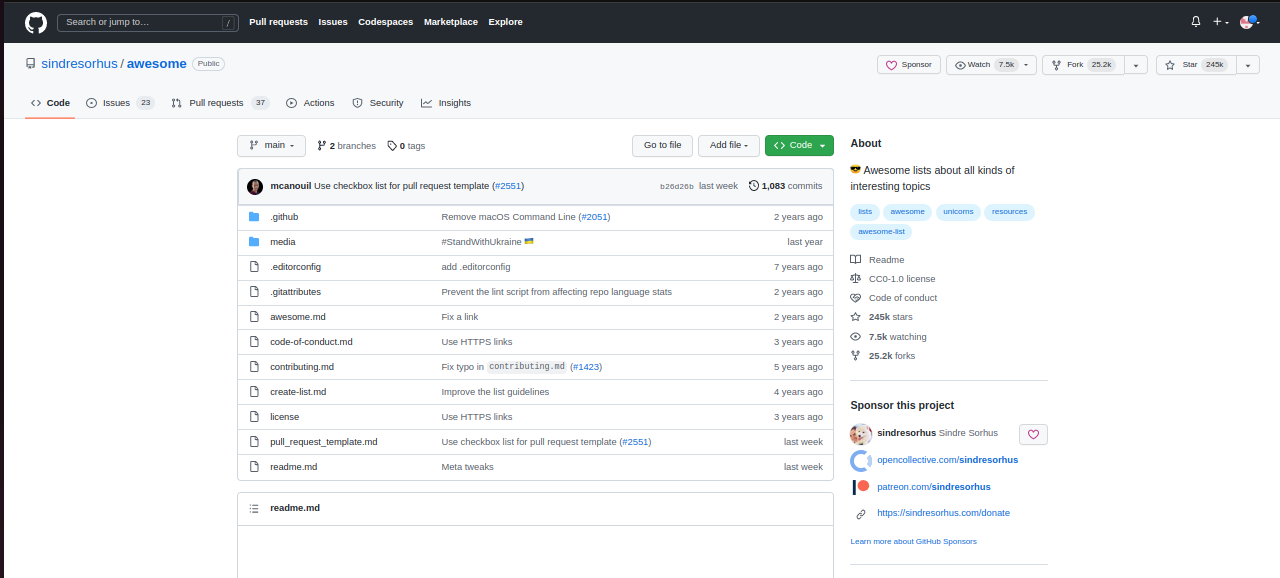 Search or jump to… /
Pull requests Issues Codespaces Marketplace Explore
sindresorhus / awesome Public
Sponsor Watch 7.5k Fork 25.2k Star 245k
Code Issues 23 Pull requests 37 Actions Security Insights
main 2 branches 0 tags Go to file Add file Code
mcanouil Use checkbox list for pull request template (#2551) b26d26b last week 1,083 commits
.github Remove macOS Command Line (#2051) 2 years ago
media #StandWithUkraine 🇺🇦 last year
.editorconfig add .editorconfig 7 years ago
.gitattributes Prevent the lint script from affecting repo language stats 2 years ago
awesome.md Fix a link 2 years ago
code-of-conduct.md Use HTTPS links 3 years ago
contributing.md Fix typo in contributing.md (#1423) 5 years ago
create-list.md Improve the list guidelines 4 years ago
license Use HTTPS links 3 years ago
pull_request_template.md Use checkbox list for pull request template (#2551) last week
readme.md Meta tweaks last week
readme.md
About
😎 Awesome lists about all kinds of
interesting topics
lists awesome unicorns resources
awesome-list
Readme
CC0-1.0 license
Code of conduct
245k stars
7.5k watching
25.2k forks
Sponsor this project
sindresorhus Sindre Sorhus
opencollective.com/sindresorhus
patreon.com/sindresorhus
https://sindresorhus.com/donate
Learn more about GitHub Sponsors